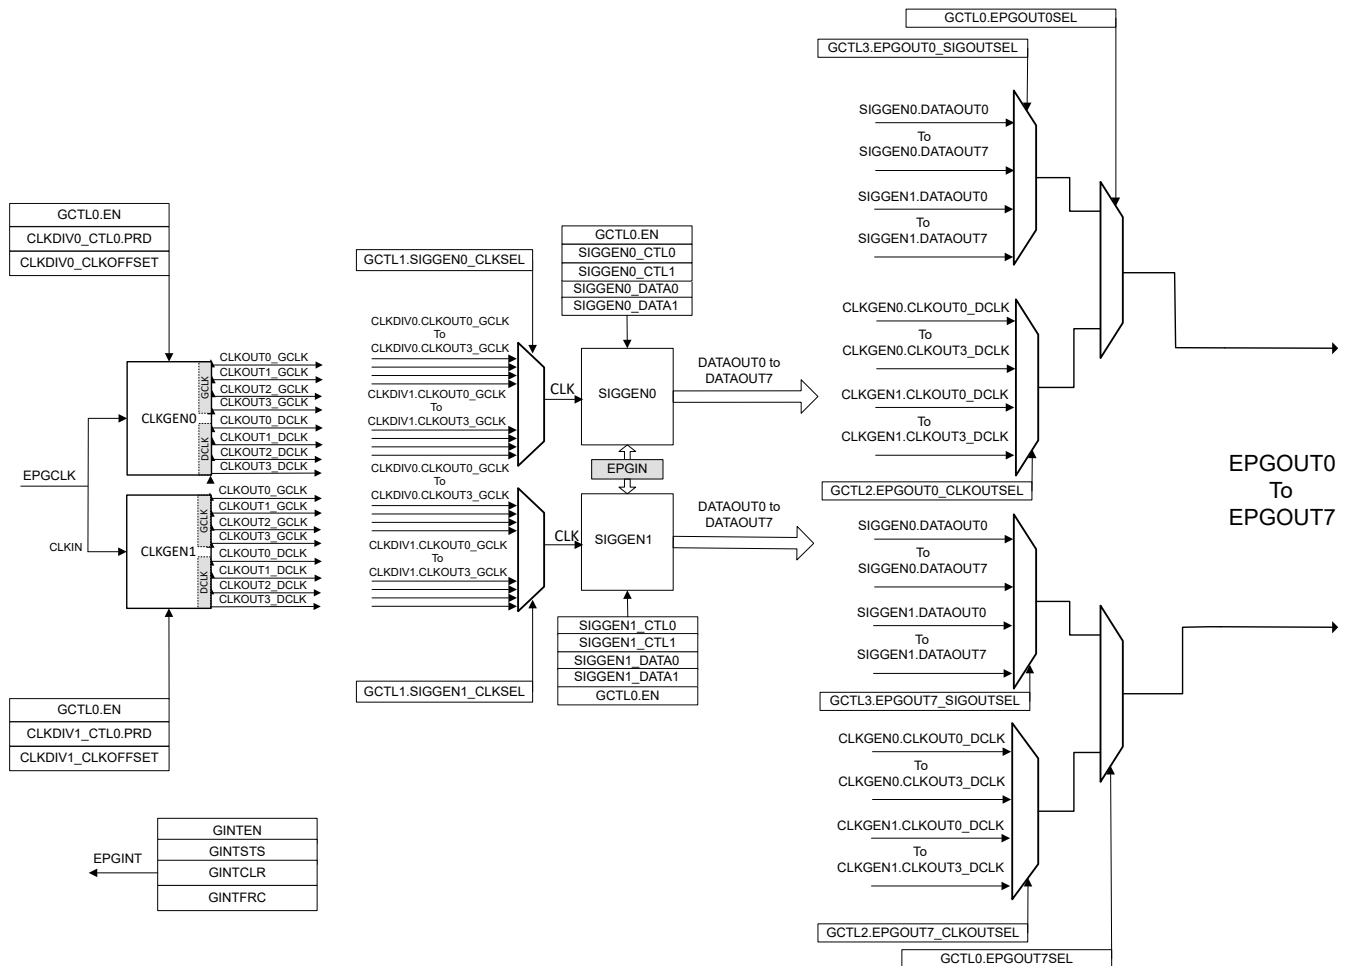 GCTL0.EPGOUT0SEL
GCTL3.EPGOUT0_SIGOUTSEL
SIGGEN0.DATAOUT0
To
SIGGEN0.DATAOUT7
SIGGEN1.DATAOUT0
To
SIGGEN1.DATAOUT7
GCTL0.EN
CLKDIV0_CTL0.PRD
CLKDIV0_CLKOFFSET
GCTL1.SIGGEN0_CLKSEL
GCTL0.EN
SIGGEN0_CTL0
SIGGEN0_CTL1
SIGGEN0_DATA0
SIGGEN0_DATA1
CLKDIV0.CLKOUT0_GCLK
To
CLKDIV0.CLKOUT3_GCLK
CLKDIV1.CLKOUT0_GCLK
To
CLKDIV1.CLKOUT3_GCLK
CLK
SIGGEN0
DATAOUT0 to
DATAOUT7
CLKGEN0.CLKOUT0_DCLK
To
CLKGEN0.CLKOUT3_DCLK
CLKGEN1.CLKOUT0_DCLK
To
CLKGEN1.CLKOUT3_DCLK
GCTL2.EPGOUT0_CLKOUTSEL
EPGCLK
CLKIN
CLKGEN0
GCLK
DCLK
CLKOUT0_GCLK
CLKOUT1_GCLK
CLKOUT2_GCLK
CLKOUT3_GCLK
CLKOUT0_DCLK
CLKOUT1_DCLK
CLKOUT2_DCLK
CLKOUT3_DCLK
CLKGEN1
GCLK
DCLK
CLKOUT0_GCLK
CLKOUT1_GCLK
CLKOUT2_GCLK
CLKOUT3_GCLK
CLKOUT0_DCLK
CLKOUT1_DCLK
CLKOUT2_DCLK
CLKOUT3_DCLK
EPGIN
CLKDIV0.CLKOUT0_GCLK
To
CLKDIV0.CLKOUT3_GCLK
CLKDIV1.CLKOUT0_GCLK
To
CLKDIV1.CLKOUT3_GCLK
CLK
SIGGEN1
DATAOUT0 to
DATAOUT7
EPGOUT0
To
EPGOUT7
SIGGEN0.DATAOUT0
To
SIGGEN0.DATAOUT7
SIGGEN1.DATAOUT0
To
SIGGEN1.DATAOUT7
SIGGEN1_CTL0
SIGGEN1_CTL1
SIGGEN1_DATA0
SIGGEN1_DATA1
GCTL0.EN
GCTL1.SIGGEN1_CLKSEL
GCTL3.EPGOUT7_SIGOUTSEL
GCTL0.EN
CLKDIV1_CTL0.PRD
CLKDIV1_CLKOFFSET
CLKGEN0.CLKOUT0_DCLK
To
CLKGEN0.CLKOUT3_DCLK
CLKGEN1.CLKOUT0_DCLK
To
CLKGEN1.CLKOUT3_DCLK
EPGINT
GINTEN
GINTSTS
GINTCLR
GINTFRC
GCTL2.EPGOUT7_CLKOUTSEL
GCTL0.EPGOUT7SEL